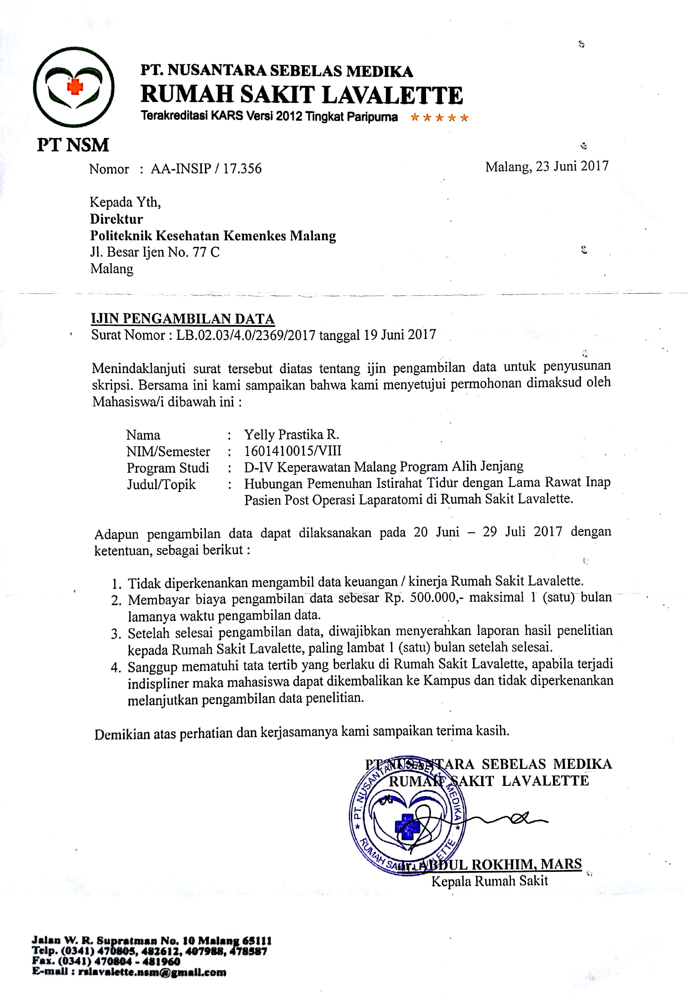 PT. NUSANTARA SEBELAS MEDIKA
RUMAH SAKIT LAVALETTE
Terakreditasi KARS Versi 2012 Tingkat Paripurna
PT NSM
Nomor : AA-INSIP / 17.356
Malang, 23 Juni 2017
Kepada Yth,
Direktur
Politeknik Kesehatan Kemenkes Malang
Jl. Besar Ijen No. 77 C
Malang
IJIN PENGAMBILAN DATA
Surat Nomor : LB.02.03/4.0/2369/2017 tanggal 19 Juni 2017
Menindaklanjuti surat tersebut diatas tentang ijin pengambilan data untuk penyusunan
skripsi. Bersama ini kami sampaikan bahwa kami menyetujui permohonan dimaksud oleh
Mahasiswa/i dibawah ini :
Nama : Yelly Prastika R.
NIM/Semester : 1601410015/VIII
Program Studi : D-IV Keperawatan Malang Program Alih Jenjang
Judul/Topik : Hubungan Pemenuhan Istirahat Tidur dengan Lama Rawat Inap
Pasien Post Operasi Laparatomi di Rumah Sakit Lavalette.
Adapun pengambilan data dapat dilaksanakan pada 20 Juni – 29 Juli 2017 dengan
ketentuan, sebagai berikut :
1. Tidak diperkenankan mengambil data keuangan / kinerja Rumah Sakit Lavalette.
2. Membayar biaya pengambilan data sebesar Rp. 500.000,- maksimal 1 (satu) bulan
lamanya waktu pengambilan data.
3. Setelah selesai pengambilan data, diwajibkan menyerahkan laporan hasil penelitian
kepada Rumah Sakit Lavalette, paling lambat 1 (satu) bulan setelah selesai.
4. Sanggup mematuhi tata tertib yang berlaku di Rumah Sakit Lavalette, apabila terjadi
indispliner maka mahasiswa dapat dikembalikan ke Kampus dan tidak diperkenankan
melanjutkan pengambilan data penelitian.
Demikian atas perhatian dan kerjasamanya kami sampaikan terima kasih.
PT NUSANTARA SEBELAS MEDIKA
RUMAH SAKIT LAVALETTE
PT. NUSANTARA SEBELAS MEDIKA
RUMAH SAKIT
dr. ABDUL ROKHIM, MARS
Kepala Rumah Sakit
Jalan W. R. Supratman No. 10 Malang 65111
Telp. (0341) 470805, 482612, 407988, 478587
Fax. (0341) 470804 - 481960
E-mail : rslavalette.nsm@gmail.com